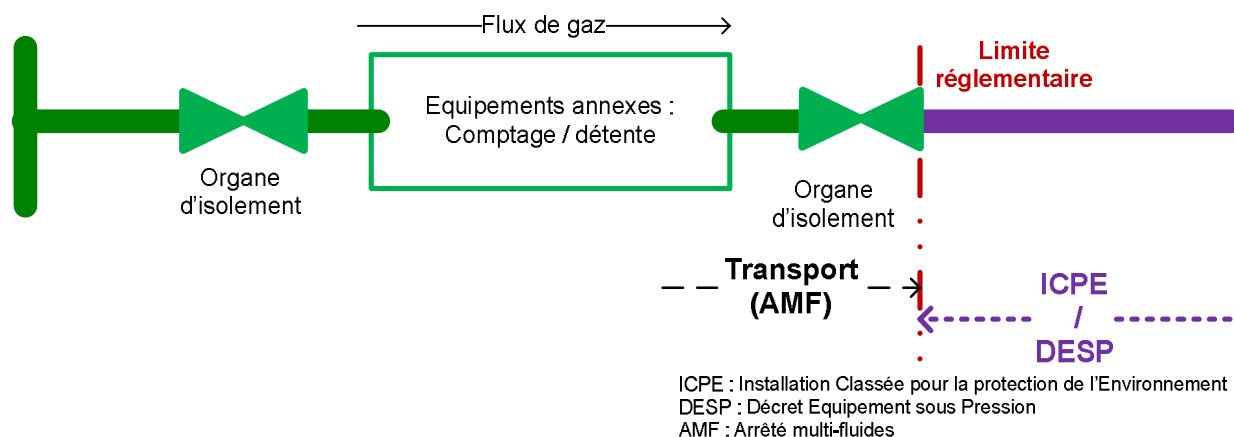 Flux de gaz
Limite
réglementaire
Equipements annexes :
Comptage / détente
Organe
d'isolement
Organe
d'isolement
Transport
(AMF)
ICPE
/
DESP
ICPE : Installation Classée pour la protection de l'Environnement
DESP : Décret Equipement sous Pression
AMF : Arrêté multi-fluides